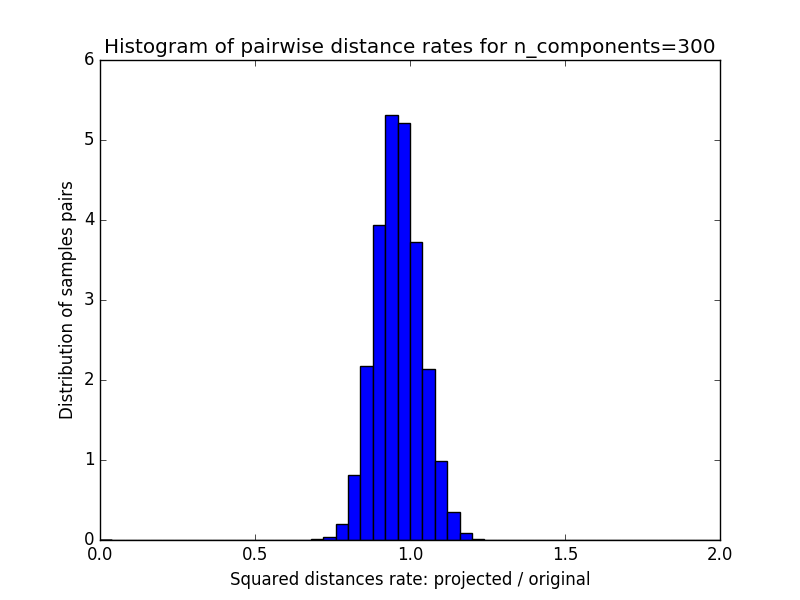 Histogram of pairwise distance rates for n_components=300
6
5
4
3
2
1
0
Distribution of samples pairs
0.0 0.5 1.0 1.5 2.0
Squared distances rate: projected / original